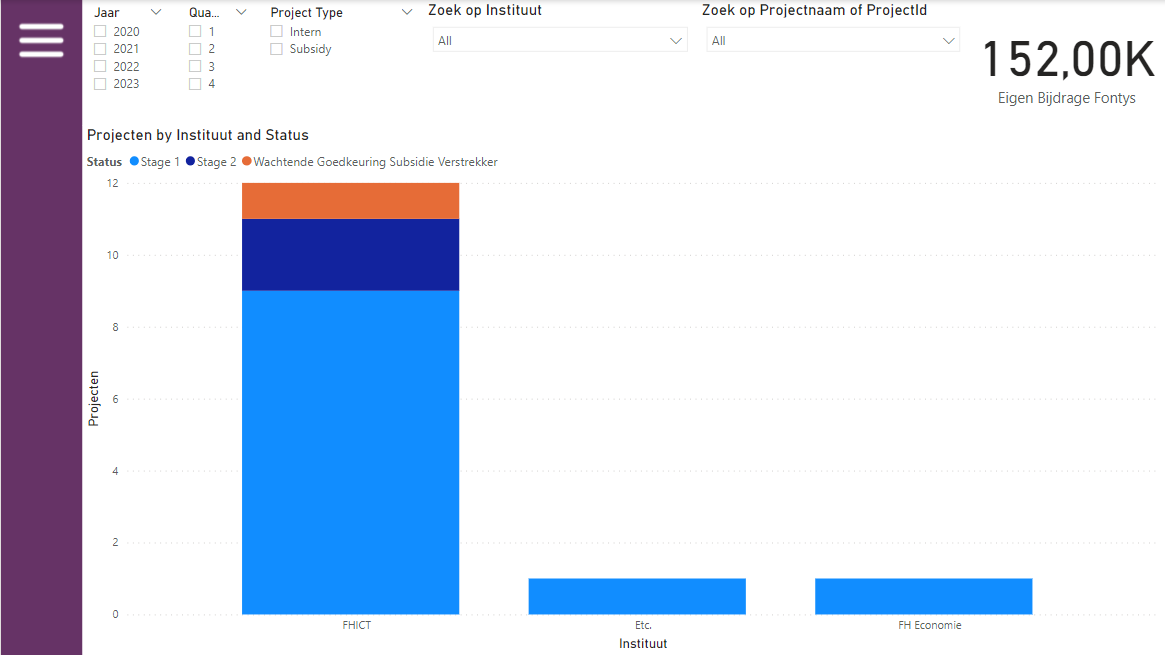 Jaar
2020
2021
2022
2023
Qua...
1
2
3
4
Project Type
Intern
Subsidy
Zoek op Instituut
All
Zoek op Projectnaam of ProjectId
All
152,00K
Eigen Bijdrage Fontys
Projecten by Instituut and Status
Status Stage 1 Stage 2 Wachtende Goedkeuring Subsidie Verstrekker
Projecten
12
10
8
6
4
2
0
FHICT Etc. FH Economie
Instituut